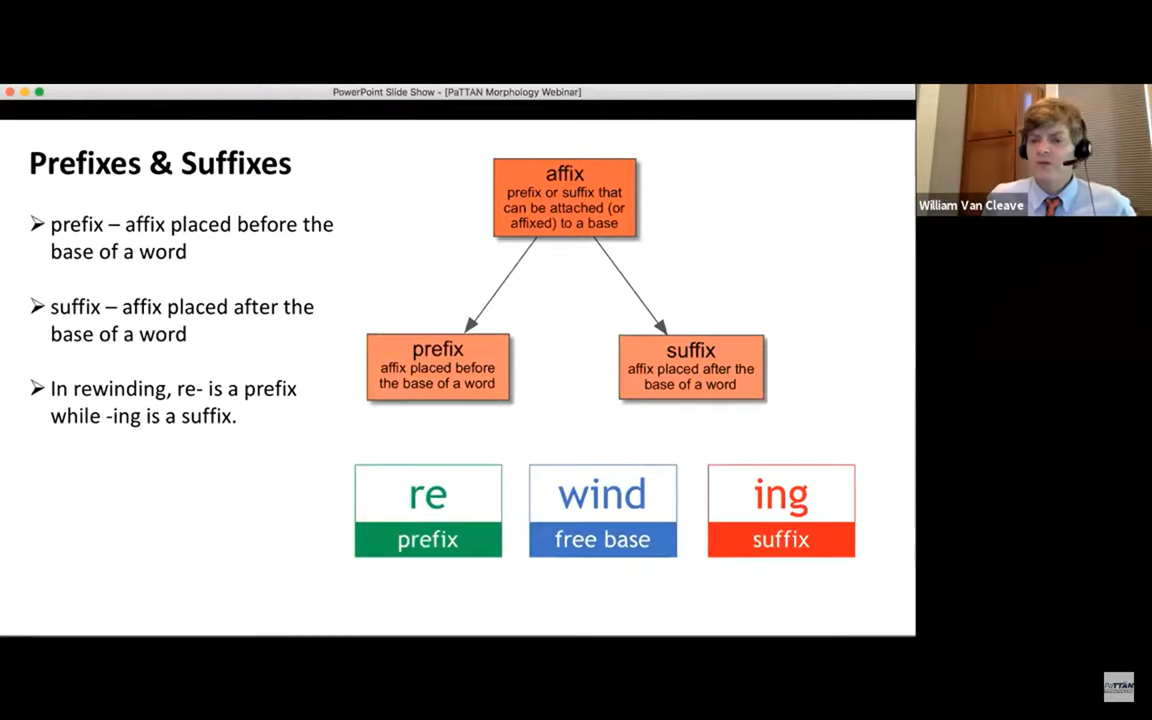 PowerPoint Slide Show - [PaTTAN Morphology Webinar]
Prefixes & Suffixes
prefix – affix placed before the
base of a word
suffix – affix placed after the
base of a word
In rewinding, re- is a prefix
while -ing is a suffix.
affix
prefix or suffix that
can be attached (or
affixed) to a base
prefix
affix placed before
the base of a word
suffix
affix placed after the
base of a word
re
prefix
wind
free base
ing
suffix
William Van Cleave
PaTTAN